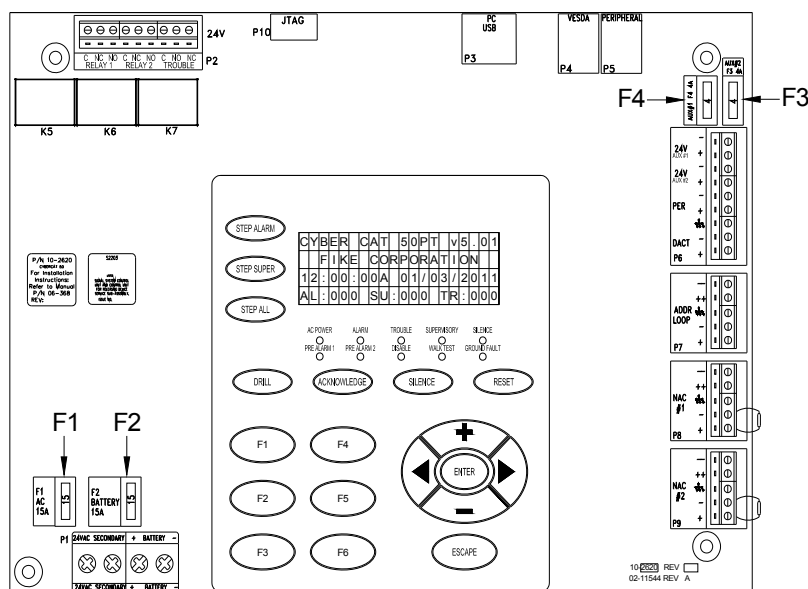 24V
C NC NO C NC NO C NO NC
RELAY 1 RELAY 2 TROUBLE
P2
P10
JTAG
PC
USB
P3
VESDA
P4
PERIPHERAL
P5
K5
K6
K7
F4
AUX#1 F4 4A
4
AUX#2
F3 4A
4
F3
24V
AUX #1
-
+
24V
AUX #2
-
+
PER
-
+
DACT
-
+
P6
ADDR
LOOP
-
++
-
+
P7
NAC
#1
-
++
-
+
P8
NAC
#2
-
++
-
+
P9
P/N 10-2620
CYBERCAT 50
For Installation
Instructions:
Refer to Manual
P/N 06-368
REV:
S2203
STEP ALARM
STEP SUPER
STEP ALL
CYBER CAT 50PT v5.01
FIKE CORPORATION
12:00:00A 01/03/2011
AL:000 SU:000 TR:000
AC POWER ALARM TROUBLE SUPERVISORY SILENCE
PRE ALARM 1 PRE ALARM 2 DISABLE WALK TEST GROUND FAULT
DRILL
ACKNOWLEDGE
SILENCE
RESET
F1
F4
F2
F5
F3
F6
+
ENTER
-
ESCAPE
F1
F2
F1
AC
15A
15
F2
BATTERY
15A
15
P1
24VAC SECONDARY + BATTERY -
24VAC SECONDARY + BATTERY -
10-2620 REV
02-11544 REV A